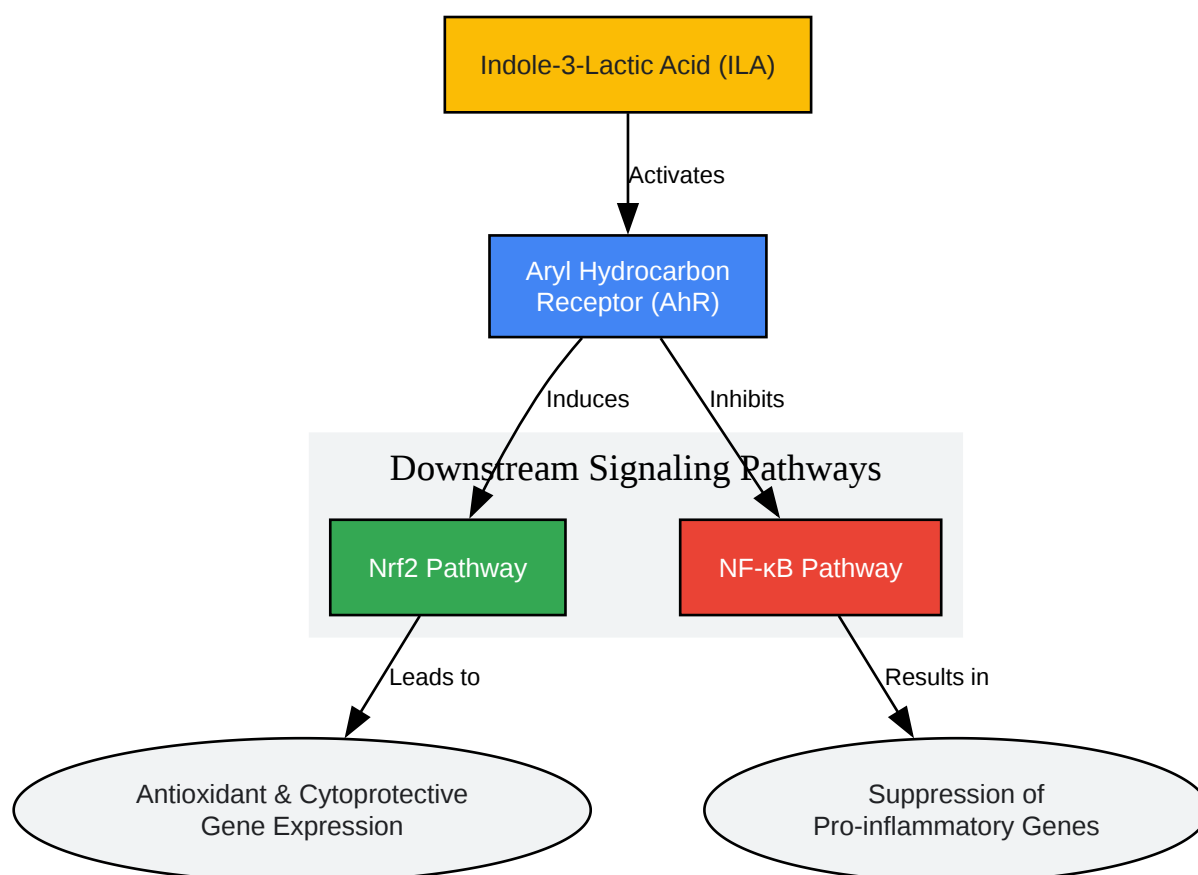 Indole-3-Lactic Acid (ILA)
Activates
Aryl Hydrocarbon
Receptor (AhR)
Induces
Inhibits
Downstream Signaling Pathways
Nrf2 Pathway
NF-κB Pathway
Leads to
Results in
Antioxidant & Cytoprotective
Gene Expression
Suppression of
Pro-inflammatory Genes